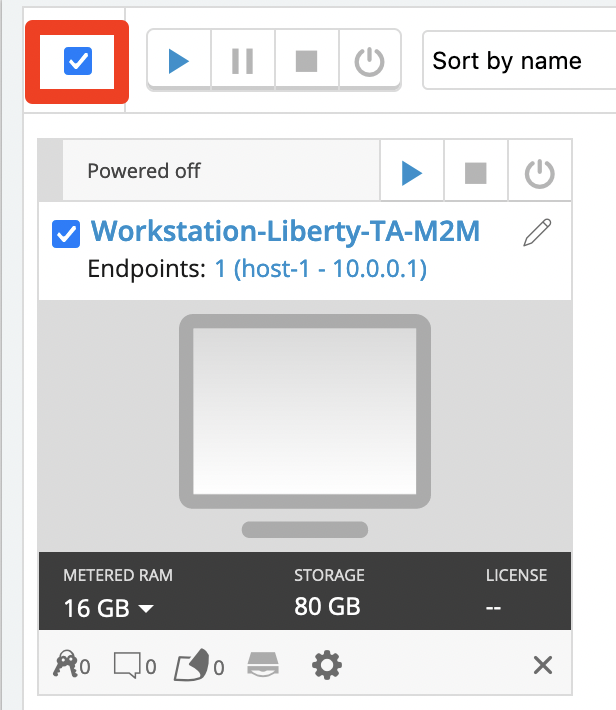 Sort by name
Powered off
Workstation-Liberty-TA-M2M
Endpoints: 1 (host-1 - 10.0.0.1)
METERED RAM STORAGE LICENSE
16 GB 80 GB --
0 0 0